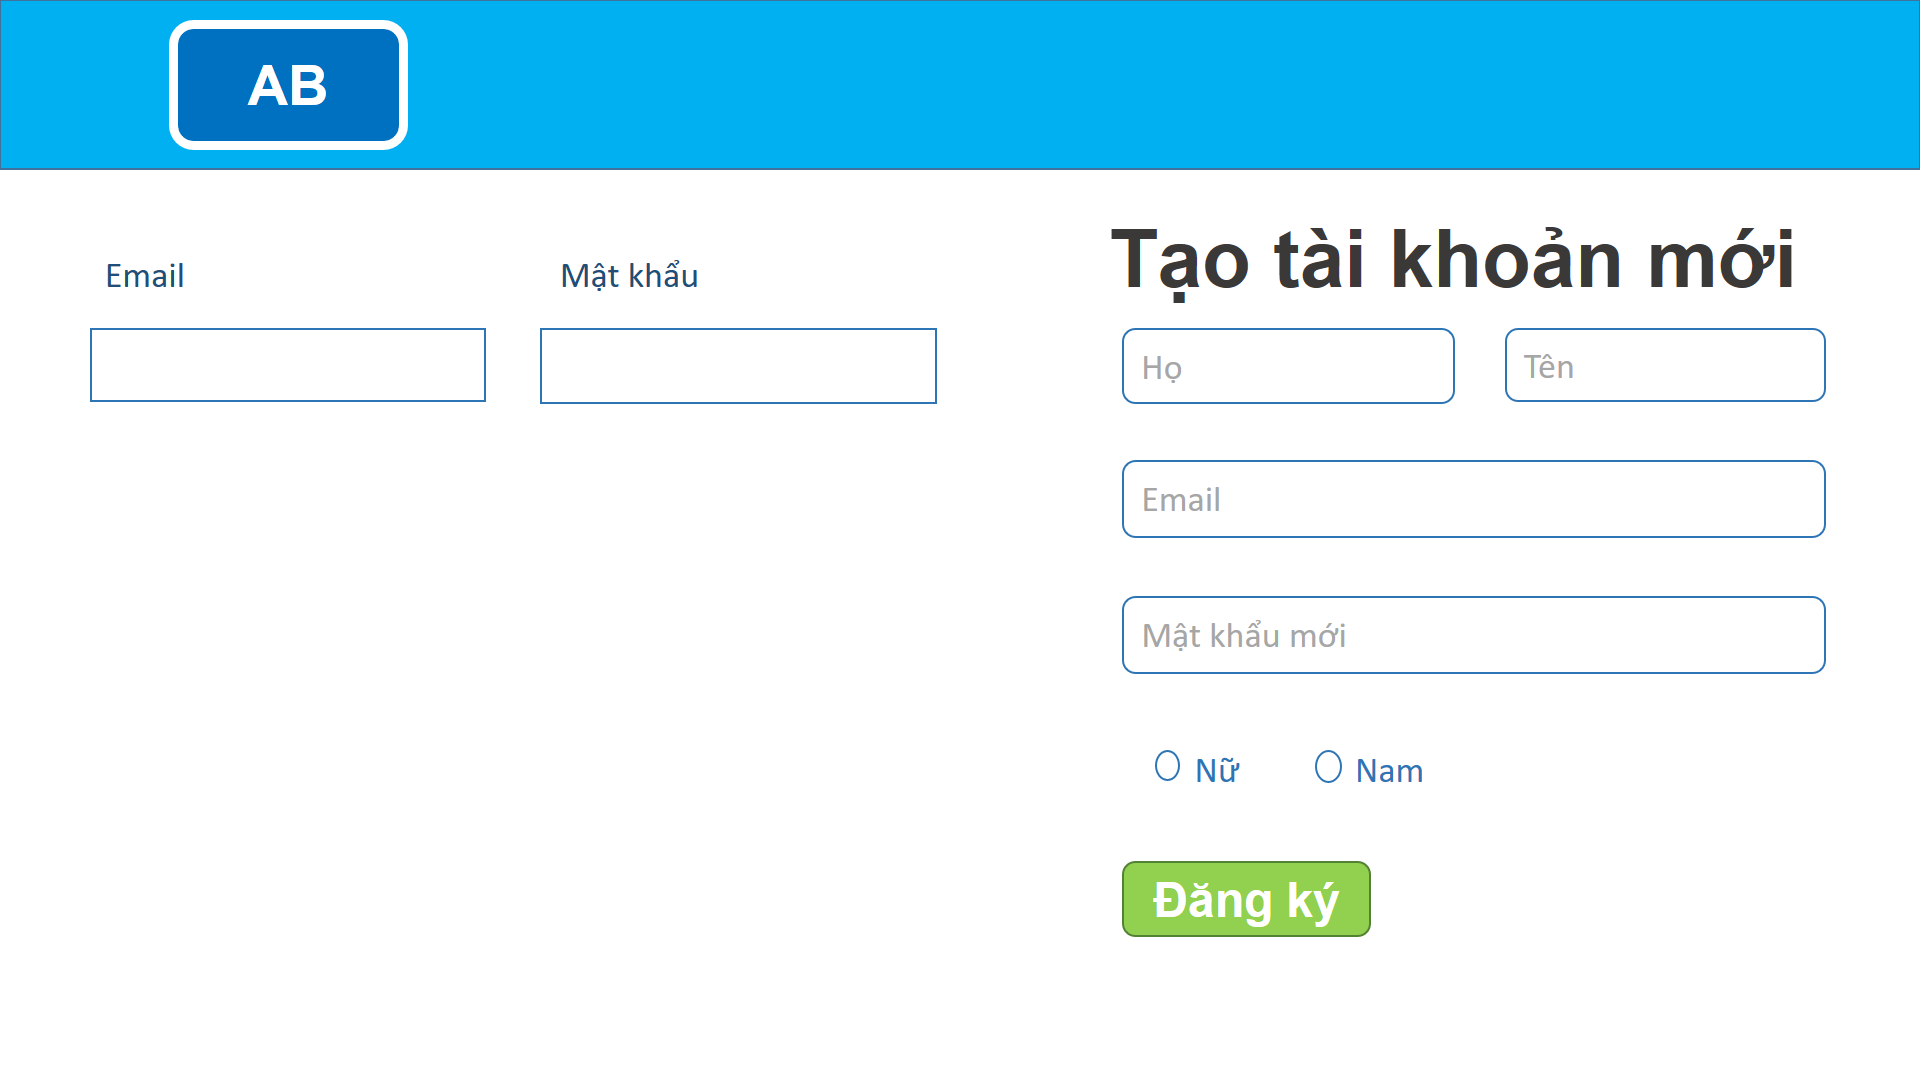 AB
Email
Mật khẩu
Tạo tài khoản mới
Họ
Tên
Email
Mật khẩu mới
Nữ
Nam
Đăng ký